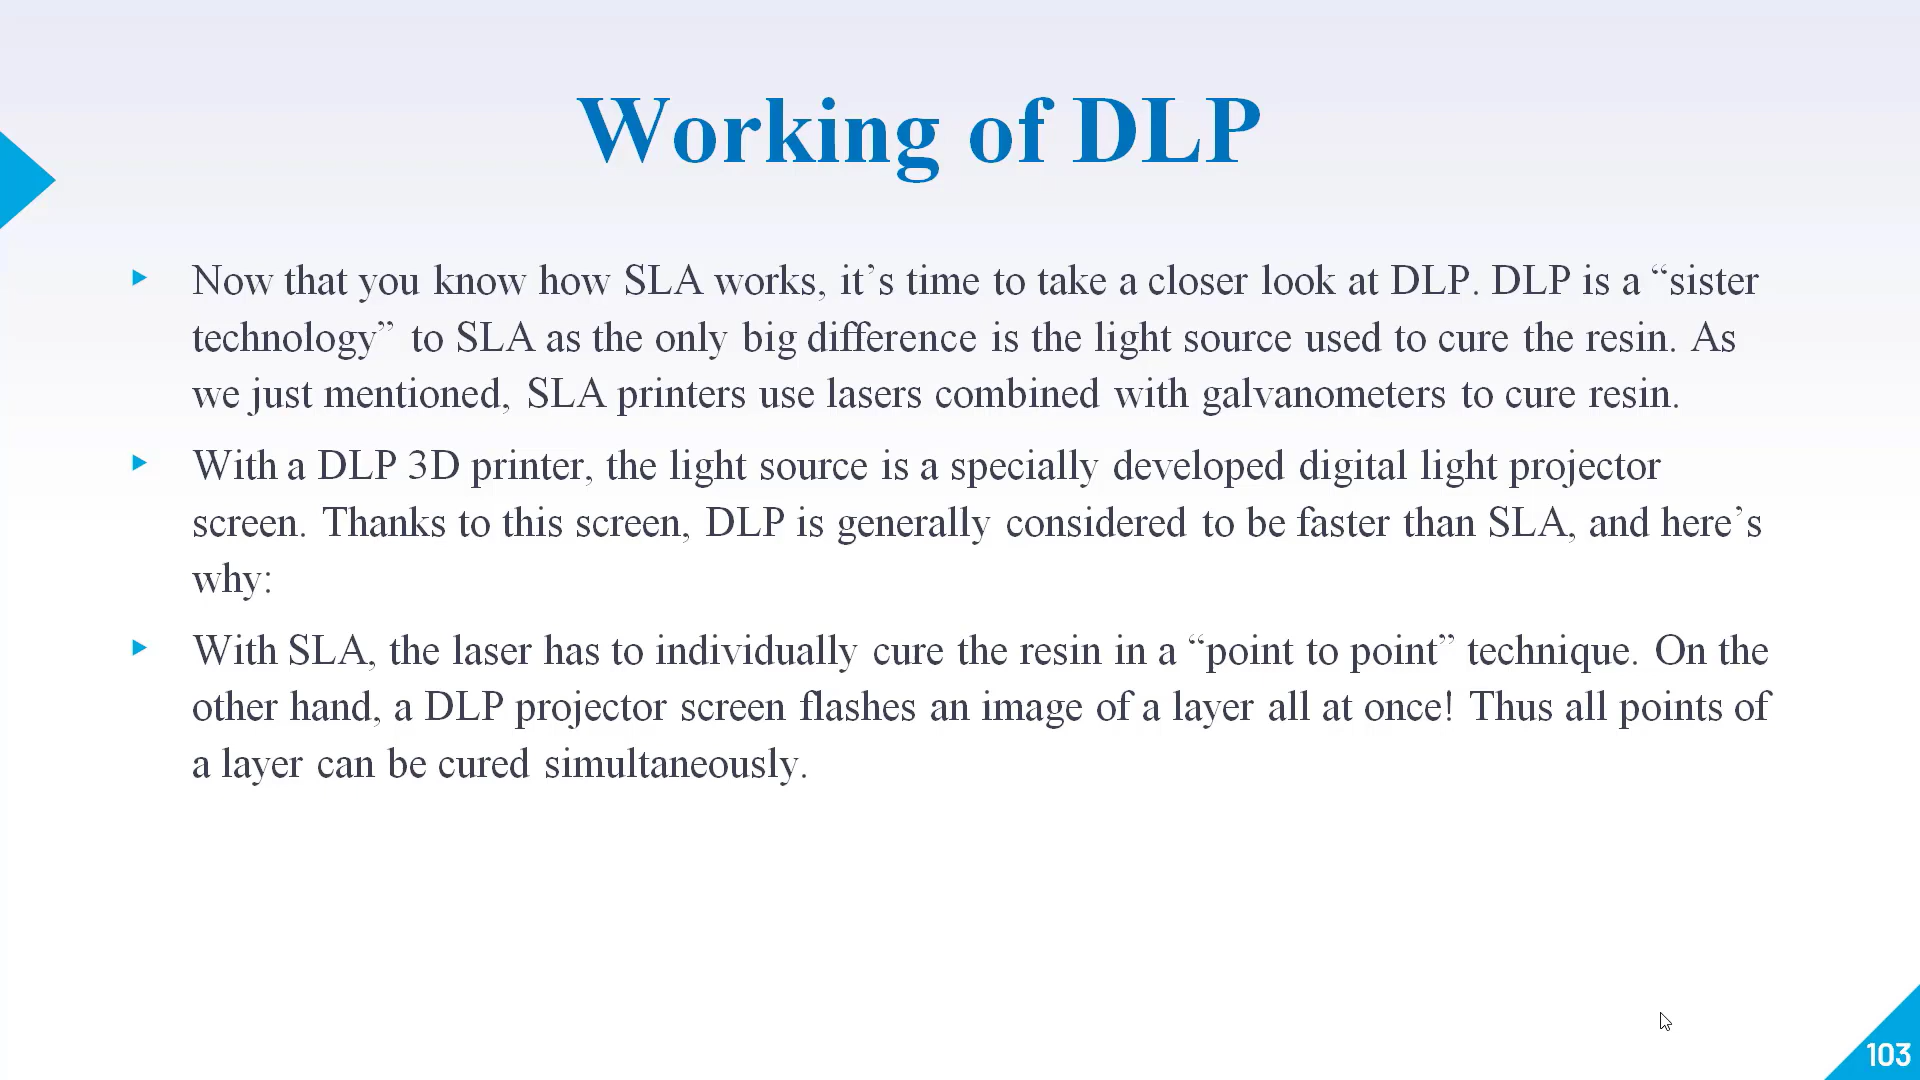 Working of DLP
Now that you know how SLA works, it’s time to take a closer look at DLP. DLP is a “sister
technology” to SLA as the only big difference is the light source used to cure the resin. As
we just mentioned, SLA printers use lasers combined with galvanometers to cure resin.
With a DLP 3D printer, the light source is a specially developed digital light projector
screen. Thanks to this screen, DLP is generally considered to be faster than SLA, and here’s
why:
With SLA, the laser has to individually cure the resin in a “point to point” technique. On the
other hand, a DLP projector screen flashes an image of a layer all at once! Thus all points of
a layer can be cured simultaneously.
103